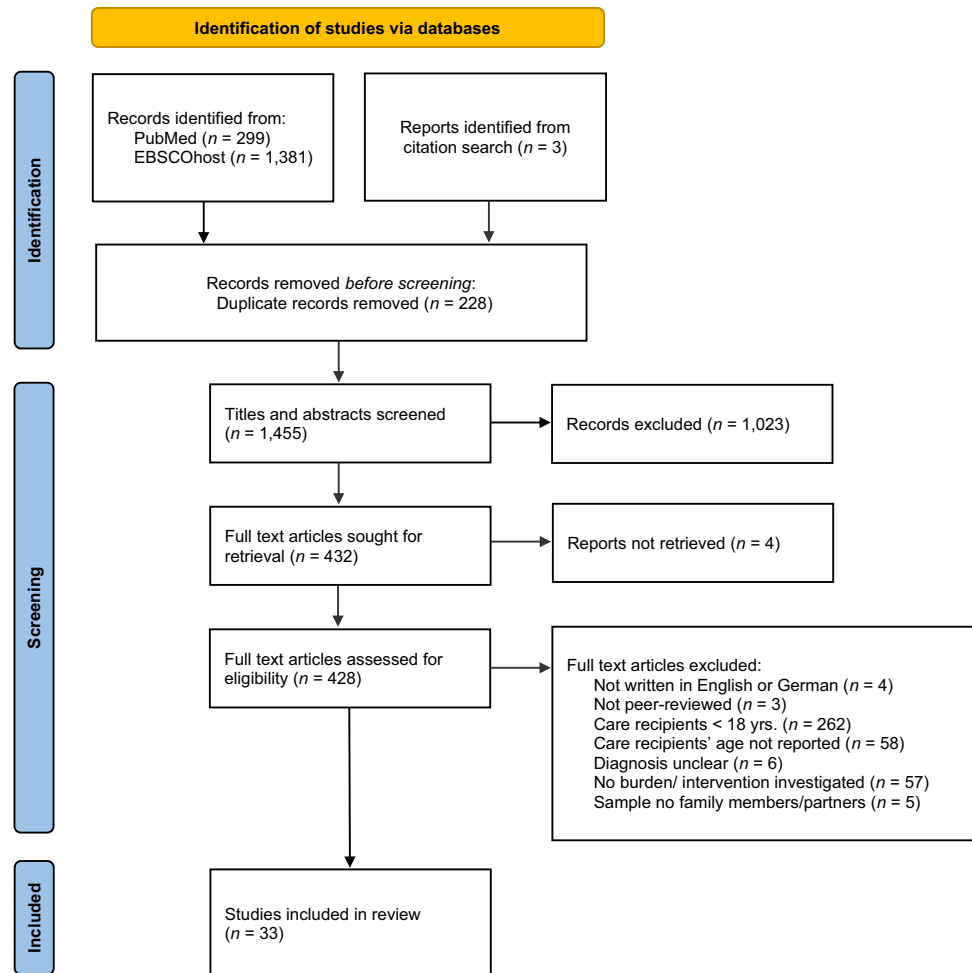 Identification of studies via databases
Identification
Records identified from:
PubMed (n = 299)
EBSCOhost (n = 1,381)
Reports identified from
citation search (n = 3)
Records removed before screening:
Duplicate records removed (n = 228)
Screening
Titles and abstracts screened
(n = 1,455)
Records excluded (n = 1,023)
Full text articles sought for
retrieval (n = 432)
Reports not retrieved (n = 4)
Full text articles assessed for
eligibility (n = 428)
Full text articles excluded:
Not written in English or German (n = 4)
Not peer-reviewed (n = 3)
Care recipients < 18 yrs. (n = 262)
Care recipients’ age not reported (n = 58)
Diagnosis unclear (n = 6)
No burden/ intervention investigated (n = 57)
Sample no family members/partners (n = 5)
Included
Studies included in review
(n = 33)